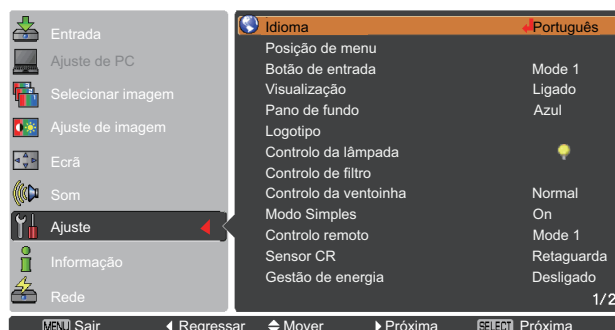 Entrada
Ajuste de PC
Selecionar imagem
Ajuste de imagem
Ecrã
Som
Ajuste
Informação
Rede
Idioma Português
Posição de menu
Botão de entrada Mode 1
Visualização Ligado
Pano de fundo Azul
Logotipo
Controlo da lâmpada
Controlo de filtro
Controlo da ventoinha Normal
Modo Simples On
Controlo remoto Mode 1
Sensor CR Retaguarda
Gestão de energia Desligado
1/2
MENU Sair Regressar Mover Próxima SELECT Próxima